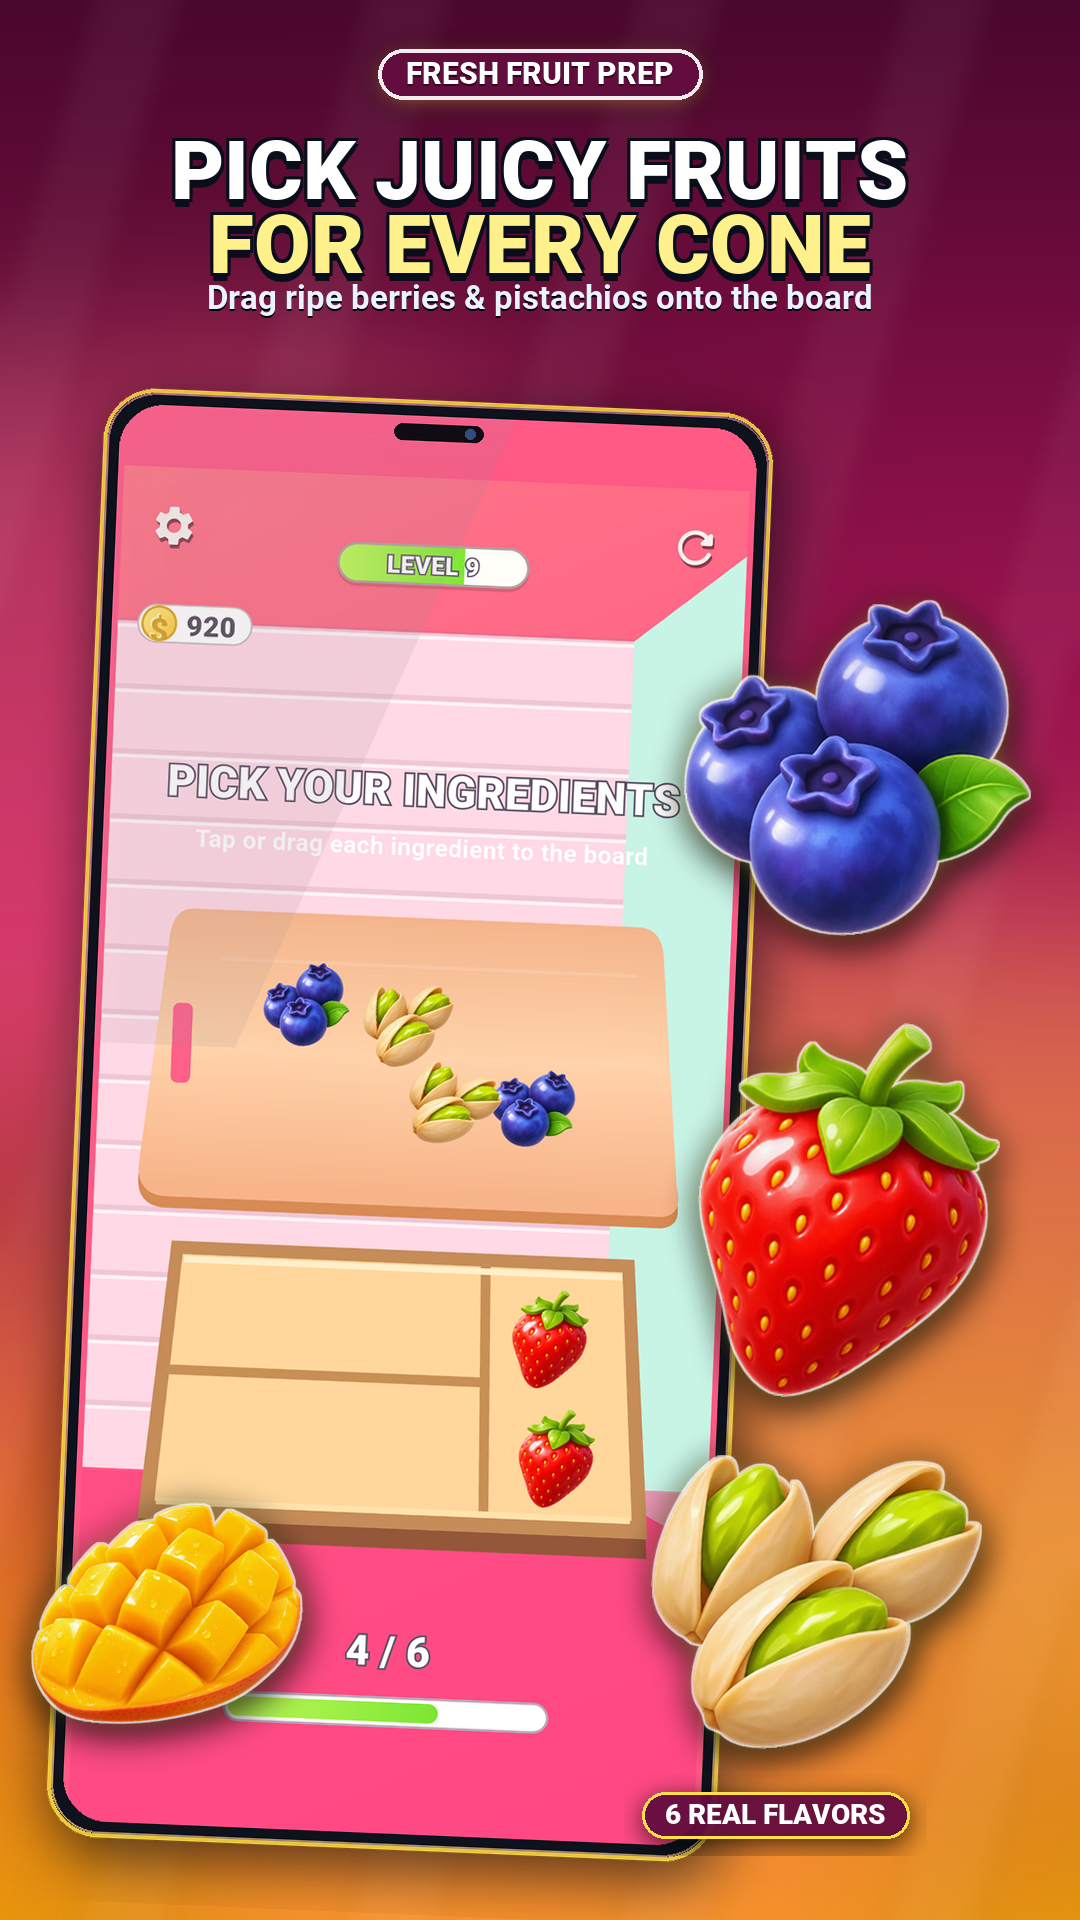 FRESH FRUIT PREP
PICK JUICY FRUITS
FOR EVERY CONE
Drag ripe berries & pistachios onto the board
LEVEL 9
$ 920
PICK YOUR INGREDIENTS
Tap or drag each ingredient to the board
4 / 6
6 REAL FLAVORS